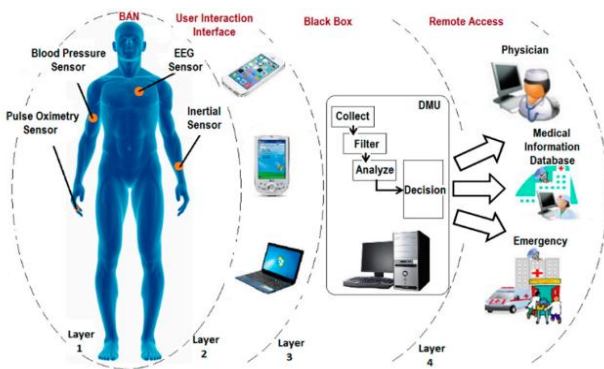 BAN
User Interaction
Interface
Black Box
Remote Access
Blood Pressure
Sensor
EEG
Sensor
Pulse Oximetry
Sensor
Inertial
Sensor
DMU
Collect
Filter
Analyze
Decision
Physician
Medical
Information
Database
Emergency
Layer
1
Layer
2
Layer
3
Layer
4